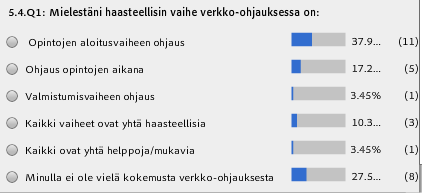 5.4.Q1: Mielestäni haasteellisin vaihe verkko-ohjauksessa on:
Opintojen aloitusvaiheen ohjaus 37.9... (11)
Ohjaus opintojen aikana 17.2... (5)
Valmistumisvaiheen ohjaus 3.45% (1)
Kaikki vaiheet ovat yhtä haasteellisia 10.3... (3)
Kaikki ovat yhtä helppoja/mukavia 3.45% (1)
Minulla ei ole vielä kokemusta verkko-ohjauksesta 27.5... (8)